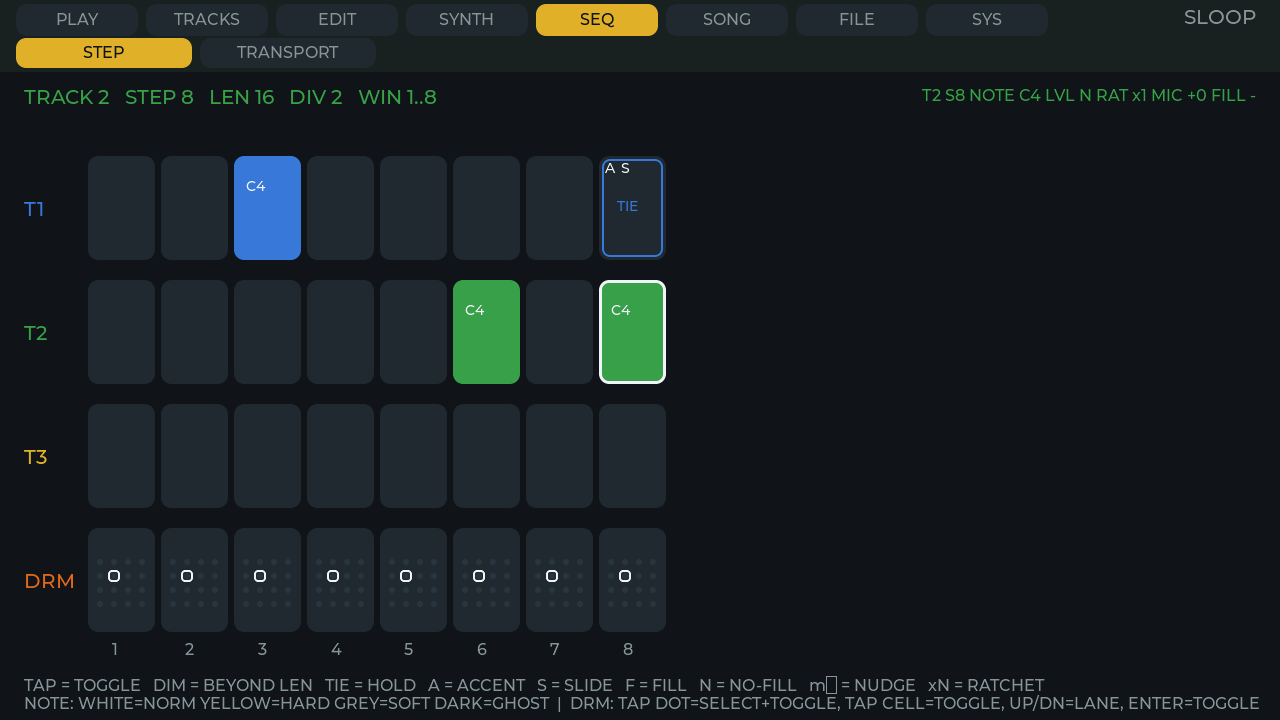 PLAY TRACKS EDIT SYNTH SEQ SONG FILE SYS SLOOP
STEP TRANSPORT
TRACK 2 STEP 8 LEN 16 DIV 2 WIN 1..8 T2 S8 NOTE C4 LVL N RAT x1 MIC +0 FILL -
A S
T1 C4 TIE
T2 C4 C4
T3
DRM
1 2 3 4 5 6 7 8
TAP = TOGGLE DIM = BEYOND LEN TIE = HOLD A = ACCENT S = SLIDE F = FILL N = NO-FILL m□ = NUDGE xN = RATCHET
NOTE: WHITE=NORM YELLOW=HARD GREY=SOFT DARK=GHOST | DRM: TAP DOT=SELECT+TOGGLE, TAP CELL=TOGGLE, UP/DN=LANE, ENTER=TOGGLE